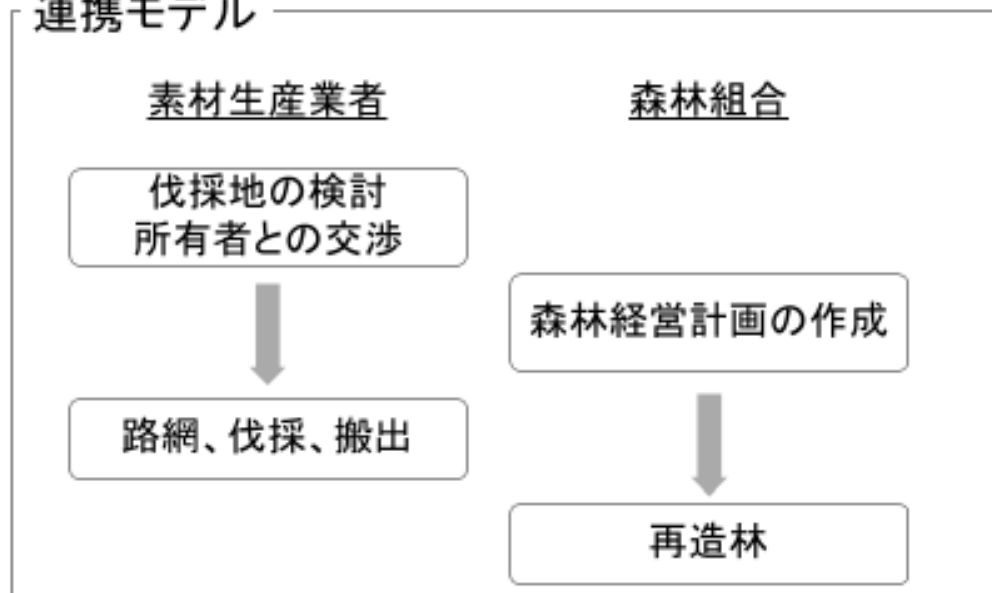 連携モデル
素材生産業者
森林組合
伐採地の検討
所有者との交渉
森林経営計画の作成
路網、伐採、搬出
再造林